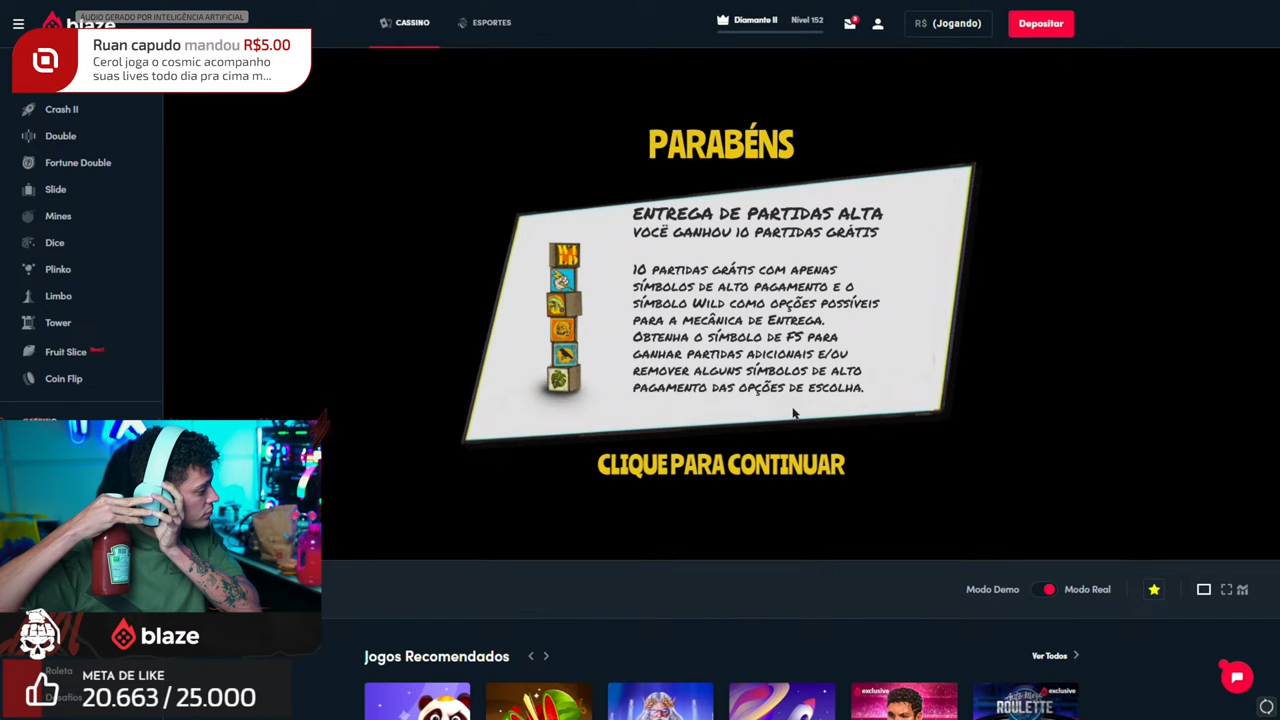 ÁUDIO GERADO POR INTELIGÊNCIA ARTIFICIAL
blaze
CASSINO
ESPORTES
Diamante II
Nível 152
R$ (Jogando)
Depositar
Ruan capudo mandou R$5.00
Cerol joga o cosmic acompanho
suas lives todo dia pra cima m...
Crash II
Double
Fortune Double
Slide
Mines
Dice
Plinko
Limbo
Tower
Fruit Slice New!
Coin Flip
PARABÉNS
ENTREGA DE PARTIDAS ALTA
VOCÊ GANHOU 10 PARTIDAS GRÁTIS
10 PARTIDAS GRÁTIS COM APENAS
SÍMBOLOS DE ALTO PAGAMENTO E O
SÍMBOLO WILD COMO OPÇÕES POSSÍVEIS
PARA A MECÂNICA DE ENTREGA.
OBTENHA O SÍMBOLO DE FS PARA
GANHAR PARTIDAS ADICIONAIS E/OU
REMOVER ALGUNS SÍMBOLOS DE ALTO
PAGAMENTO DAS OPÇÕES DE ESCOLHA.
WILD
CLIQUE PARA CONTINUAR
Modo Demo
Modo Real
blaze
Roleta
Desafios
META DE LIKE
20.663 / 25.000
Jogos Recomendados
Ver Todos
exclusive
exclusive
ROULETTE